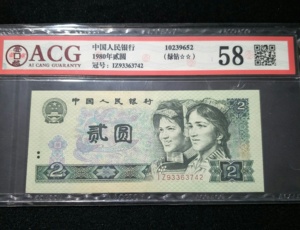 ACG
AI CANG GUARANTY
中国人民银行
1980年贰圆
冠号：IZ93363742
10239652
（绿钻☆☆）
58
中国人民银行
贰圆
2
2
IZ93363742